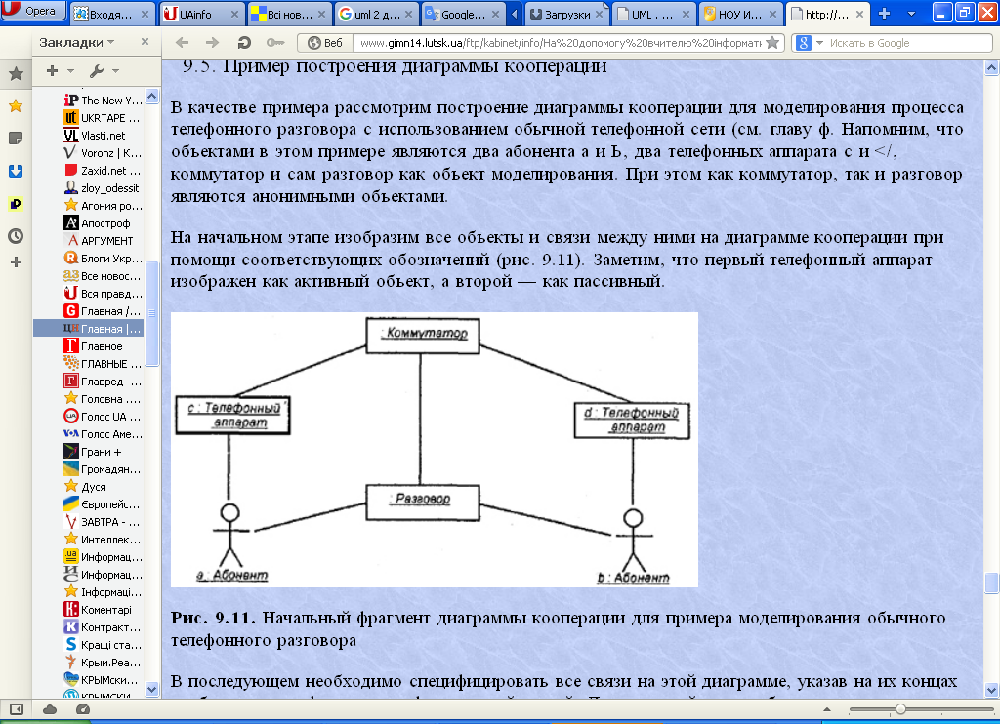 Opera
Входя...
UAinfo
Всі нов...
uml 2 д...
Google...
Загрузки
UML . ...
НОУ И...
http://...
Закладки
Веб
www.gimn14.lutsk.ua/ftp/kabinet/info/На%20допомогу%20вчителю%20інформати
Искать в Google
The New Y...
UKRTAPE ...
Vlasti.net
Voronz | К...
Zaxid.net ...
zloy_odessit
Агония ро...
Апостроф
АРГУМЕНТ
Блоги Укр...
Все новос...
Вся правд...
Главная /...
Главная |...
Главное
ГЛАВНЫЕ ...
Главред -...
Головна ....
Голос UA ...
Голос Аме...
Грани +
Громадян...
Дуся
Європейс...
ЗАВТРА - ...
Интеллек...
Информац...
Информац...
Інформаці...
Коментарі
Контракт...
Кращі ста...
Крым.Реа...
КРЫМски...
КРЫМСКИ...
9.5. Пример построения диаграммы кооперации
В качестве примера рассмотрим построение диаграммы кооперации для моделирования процесса
телефонного разговора с использованием обычной телефонной сети (см. главу ф. Напомним, что
объектами в этом примере являются два абонента а и Ь, два телефонных аппарата с и </,
коммутатор и сам разговор как объект моделирования. При этом как коммутатор, так и разговор
являются анонимными объектами.
На начальном этапе изобразим все объекты и связи между ними на диаграмме кооперации при
помощи соответствующих обозначений (рис. 9.11). Заметим, что первый телефонный аппарат
изображен как активный объект, а второй — как пассивный.
: Коммутатор
c : Телефонный
аппарат
d : Телефонный
аппарат
: Разговор
a : Абонент
b : Абонент
Рис. 9.11. Начальный фрагмент диаграммы кооперации для примера моделирования обычного
телефонного разговора
В последующем необходимо специфицировать все связи на этой диаграмме, указав на их концах